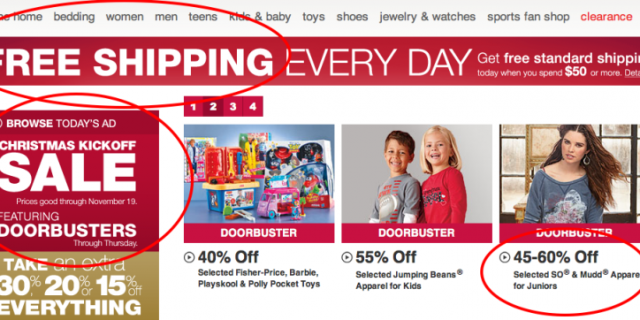 home bedding women men teens kids & baby toys shoes jewelry & watches sports fan shop clearance
FREE SHIPPING EVERY DAY Get free standard shipping
today when you spend $50 or more.
1 2 3 4
BROWSE TODAY'S AD
CHRISTMAS KICKOFF
SALE
Prices good through November 19.
FEATURING
DOORBUSTERS
Through Thursday.
TAKE an extra
30% 20% or 15% off
EVERYTHING
DOORBUSTER
40% Off
Selected Fisher-Price, Barbie,
Playskool & Polly Pocket Toys
DOORBUSTER
55% Off
Selected Jumping Beans®
Apparel for Kids
DOORBUSTER
45-60% Off
Selected SO® & Mudd® Apparel
for Juniors